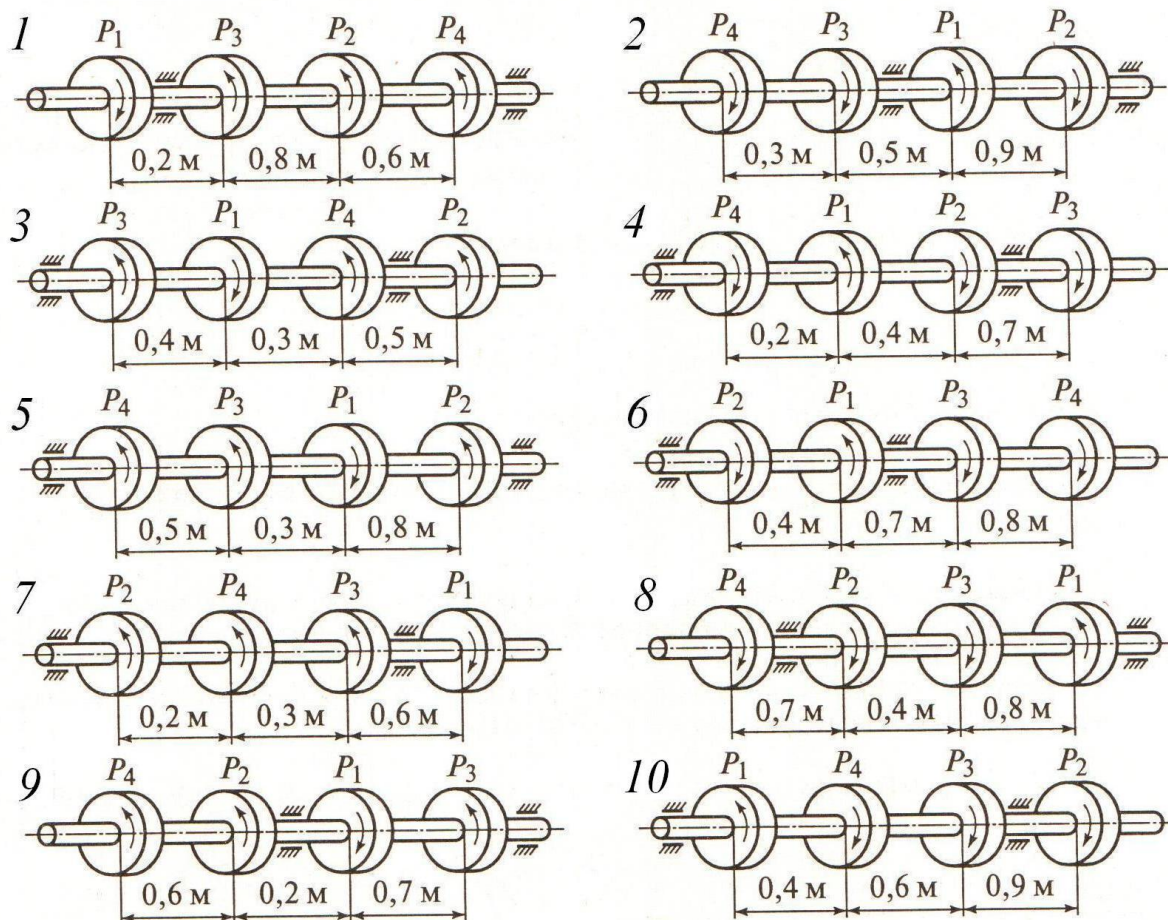 1 P1 P3 P2 P4
0,2 м 0,8 м 0,6 м
2 P4 P3 P1 P2
0,3 м 0,5 м 0,9 м
3 P3 P1 P4 P2
0,4 м 0,3 м 0,5 м
4 P4 P1 P2 P3
0,2 м 0,4 м 0,7 м
5 P4 P3 P1 P2
0,5 м 0,3 м 0,8 м
6 P2 P1 P3 P4
0,4 м 0,7 м 0,8 м
7 P2 P4 P3 P1
0,2 м 0,3 м 0,6 м
8 P4 P2 P3 P1
0,7 м 0,4 м 0,8 м
9 P4 P2 P1 P3
0,6 м 0,2 м 0,7 м
10 P1 P4 P3 P2
0,4 м 0,6 м 0,9 м